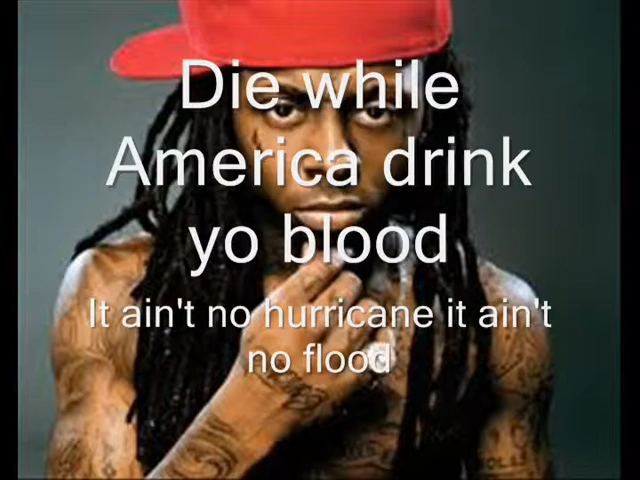 Die while
America drink
yo blood
It ain't no hurricane it ain't
no flood